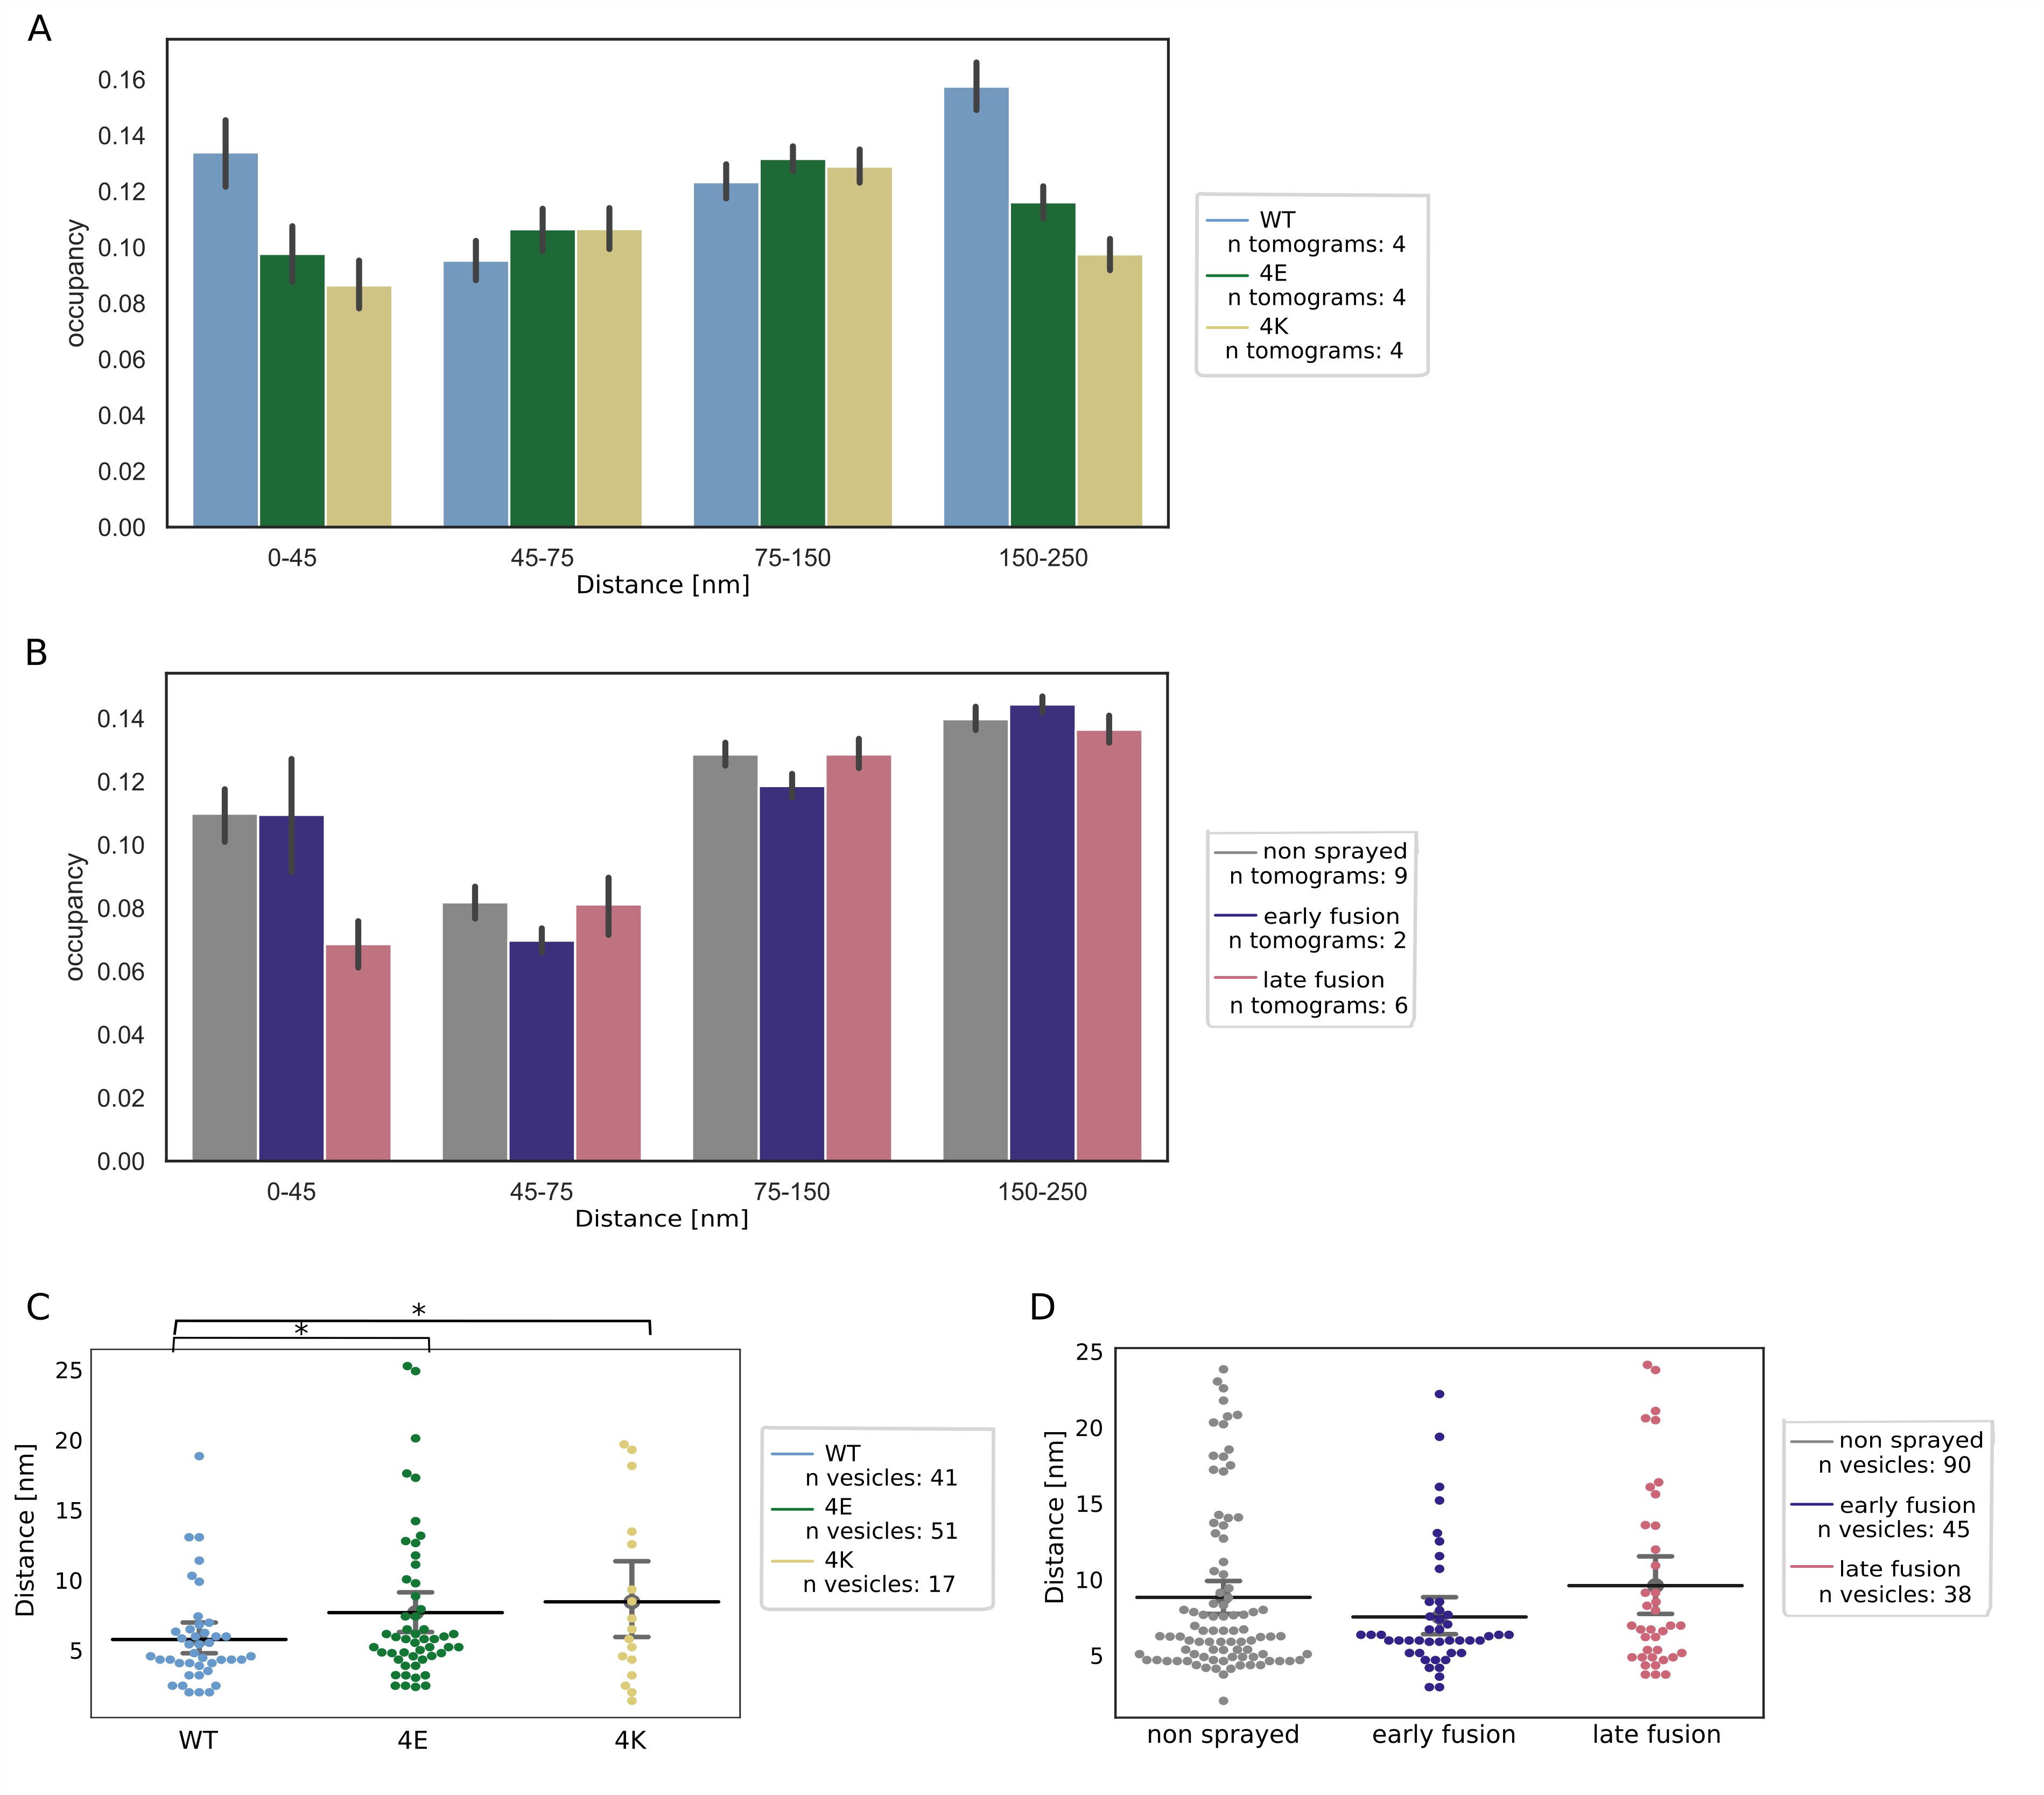 A
0.16
0.14
0.12
0.10
0.08
0.06
0.04
0.02
0.00
occupancy
0-45 45-75 75-150 150-250
Distance [nm]
WT
n tomograms: 4
4E
n tomograms: 4
4K
n tomograms: 4
B
0.14
0.12
0.10
0.08
0.06
0.04
0.02
0.00
occupancy
0-45 45-75 75-150 150-250
Distance [nm]
non sprayed
n tomograms: 9
early fusion
n tomograms: 2
late fusion
n tomograms: 6
C
*
*
25
20
15
10
5
Distance [nm]
WT 4E 4K
WT
n vesicles: 41
4E
n vesicles: 51
4K
n vesicles: 17
D
25
20
15
10
5
Distance [nm]
non sprayed early fusion late fusion
non sprayed
n vesicles: 90
early fusion
n vesicles: 45
late fusion
n vesicles: 38